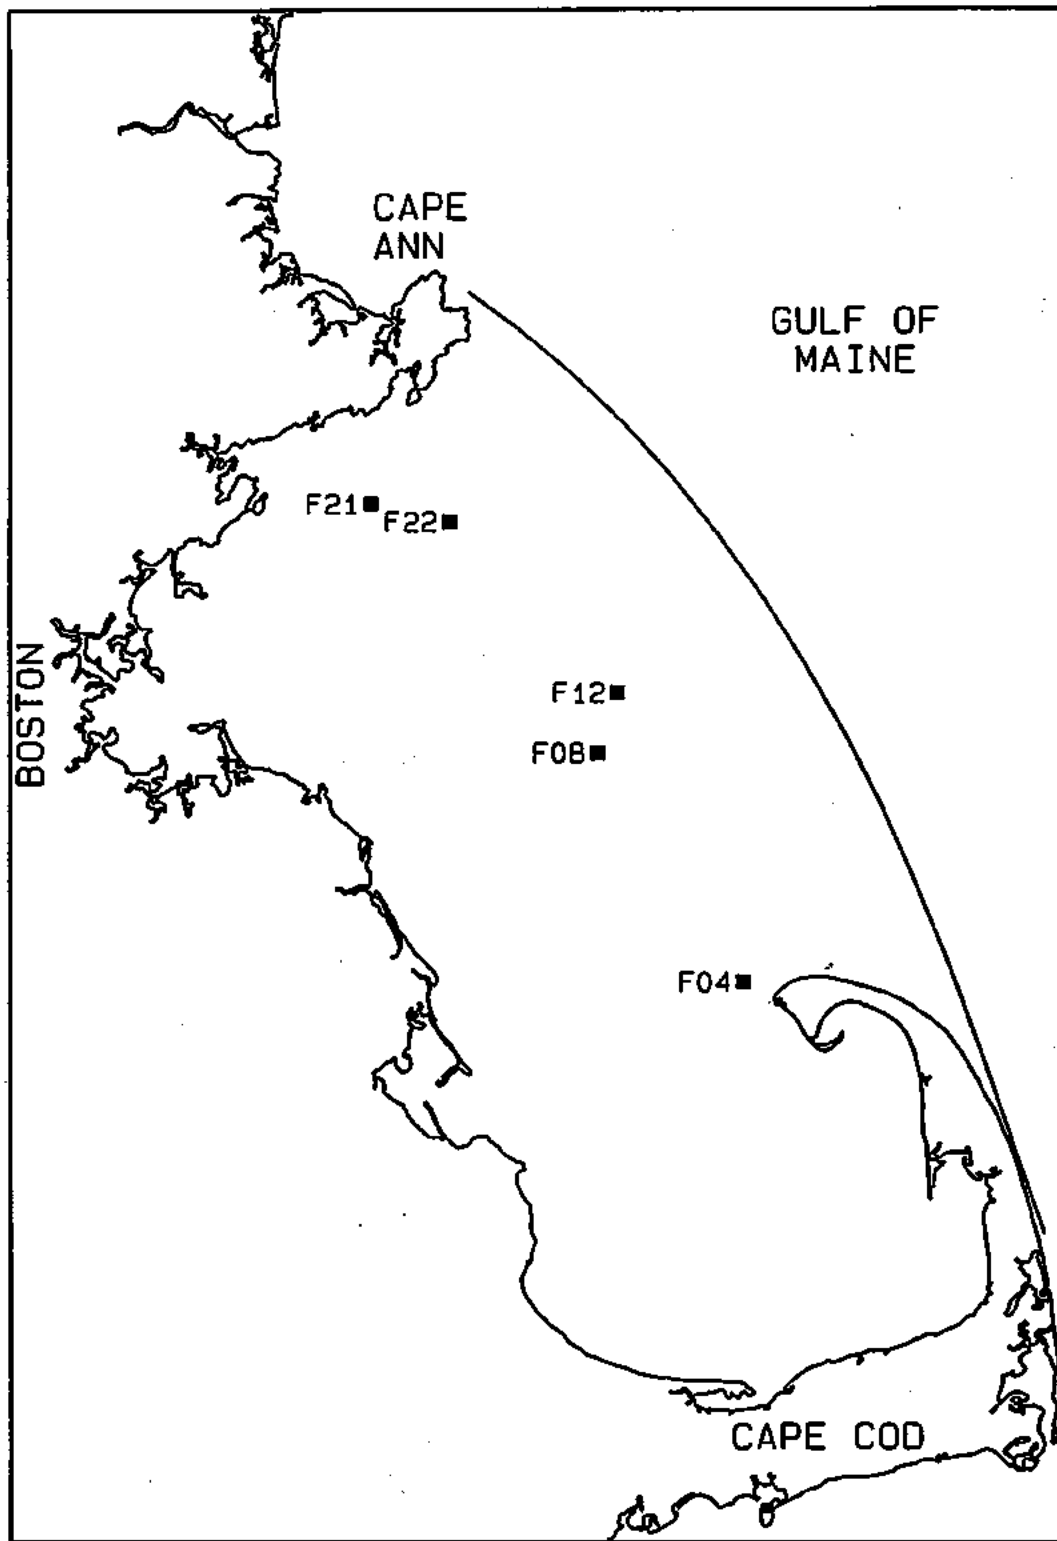 CAPE
ANN
GULF OF
MAINE
F21
F22
BOSTON
F12
F08
F04
CAPE COD